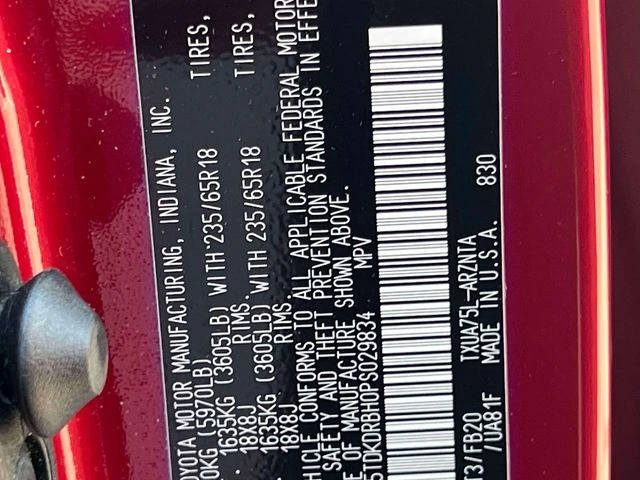 OYOTA MOTOR MANUFACTURING, INDIANA, INC.
0KG (5970LB)
1635KG (3605LB) WITH 235/65R18 TIRES,
18X8J RIMS.
1635KG (3605LB) WITH 235/65R18 TIRES,
18X8J RIMS.
HICLE CONFORMS TO ALL APPLICABLE FEDERAL MOTOR
SAFETY AND THEFT PREVENTION STANDARDS IN EFFE
E OF MANUFACTURE SHOWN ABOVE.
5TDKDRBH0PS029834 MPV
T37/FB20 TXUA75L-ARZNTA 830
/UA81F MADE IN U.S.A.